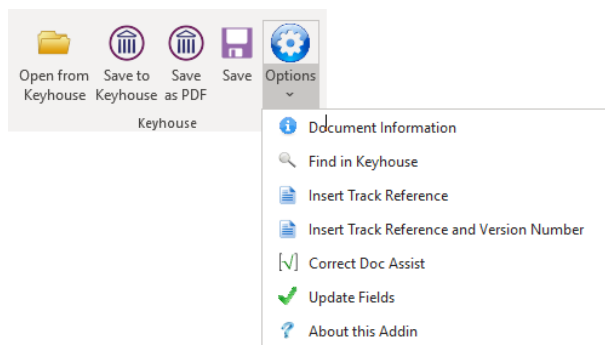 Open from Save to Save Save Options
Keyhouse Keyhouse as PDF
Keyhouse
Document Information
Find in Keyhouse
Insert Track Reference
Insert Track Reference and Version Number
[√] Correct Doc Assist
Update Fields
About this Addin